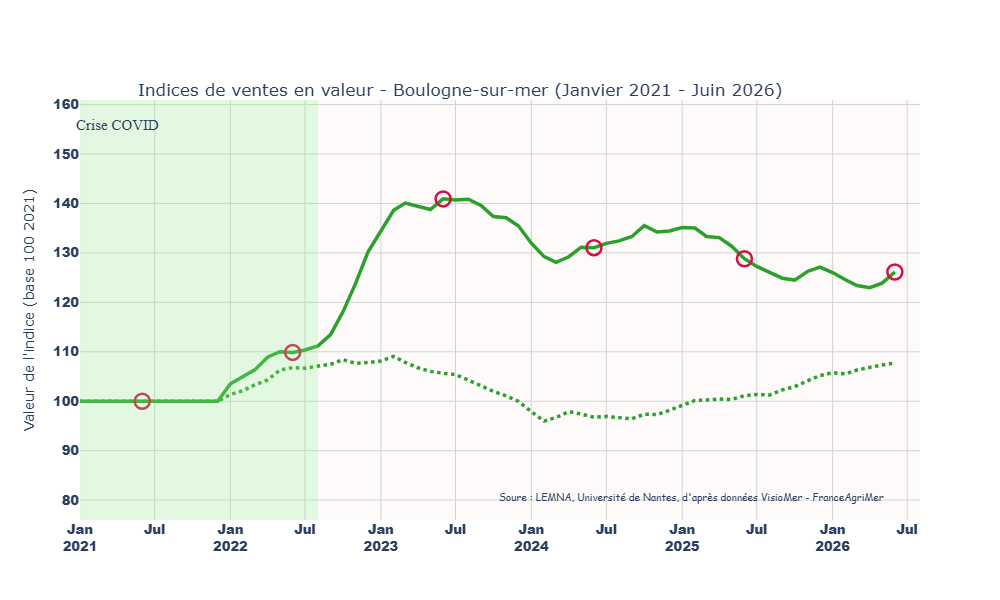 Indices de ventes en valeur - Boulogne-sur-mer (Janvier 2021 - Juin 2026)
Crise COVID
Valeur de l'indice (base 100 2021)
160
150
140
130
120
110
100
90
80
Soure : LEMNA, Université de Nantes, d'après données VisioMer - FranceAgriMer
Jan Jul Jan Jul Jan Jul Jan Jul Jan Jul Jan Jul
2021 2022 2023 2024 2025 2026